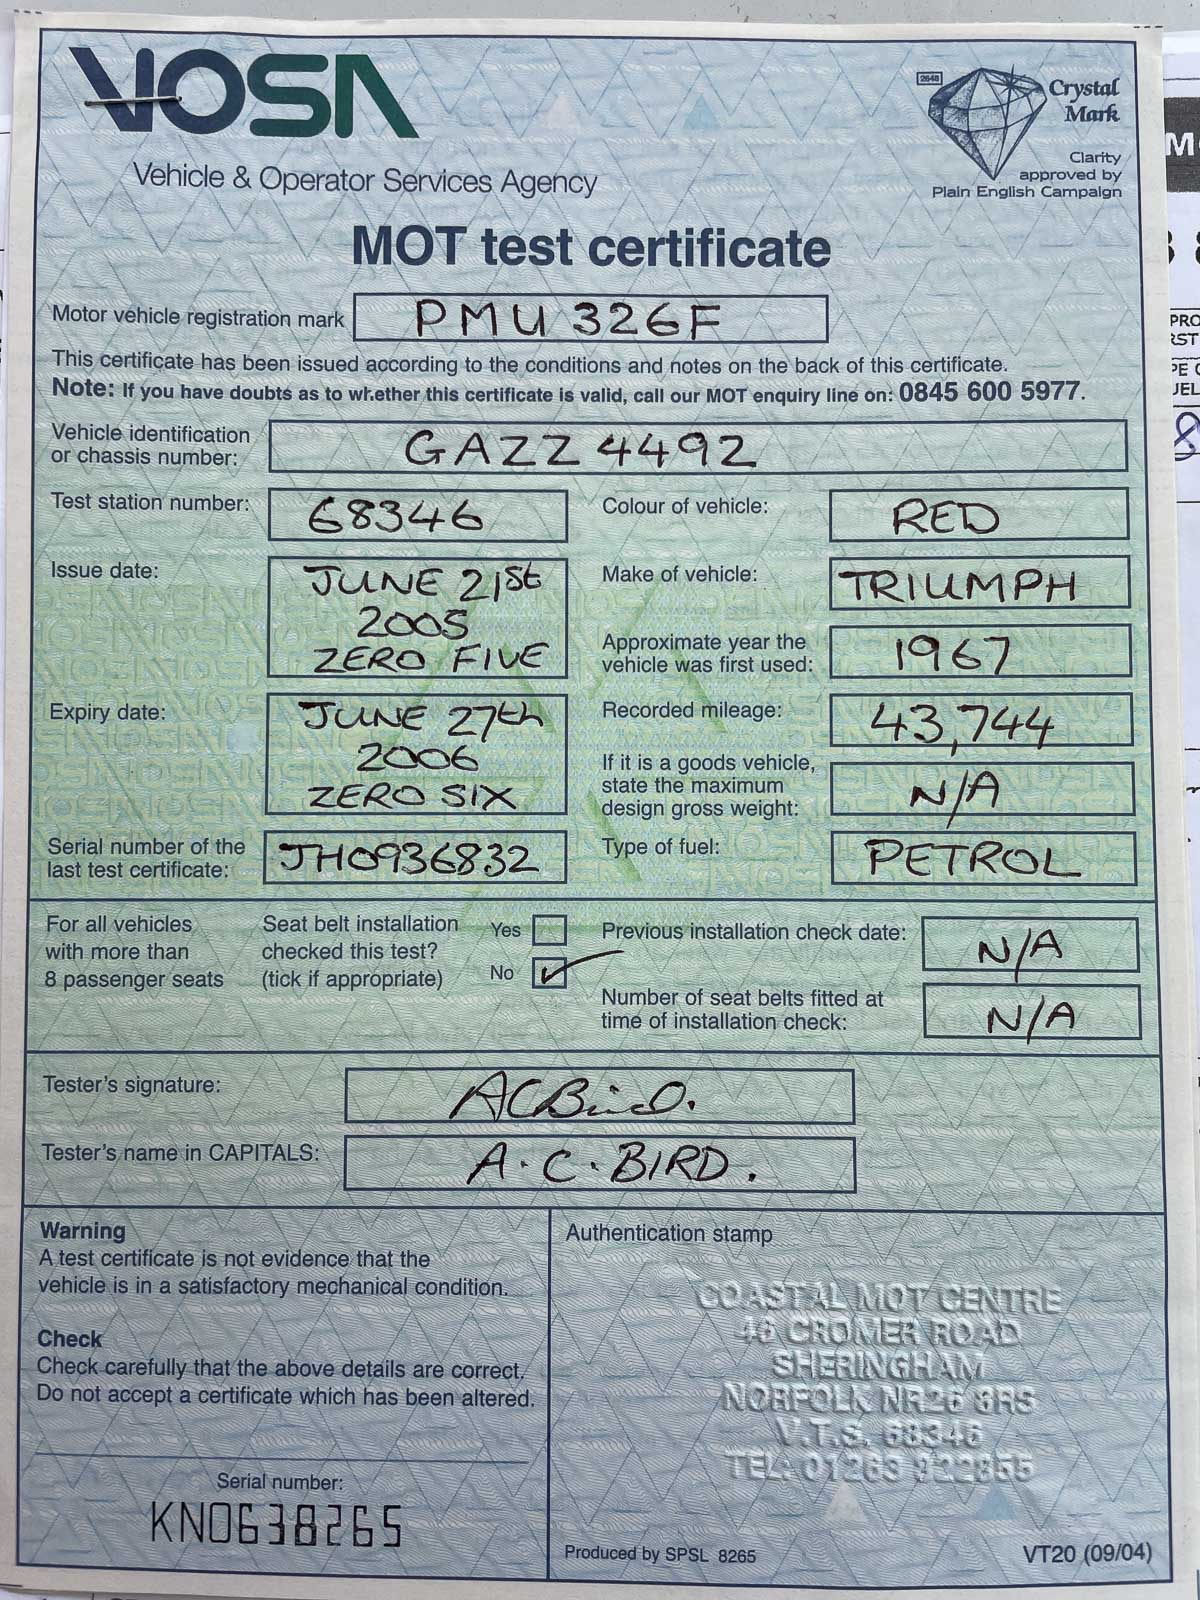 VOSA
Vehicle & Operator Services Agency
2648
Crystal
Mark
Clarity
approved by
Plain English Campaign
MOT test certificate
Motor vehicle registration mark PMU 326F
This certificate has been issued according to the conditions and notes on the back of this certificate.
Note: If you have doubts as to whether this certificate is valid, call our MOT enquiry line on: 0845 600 5977.
Vehicle identification
or chassis number: GAZZ 4492
Test station number: 68346
Colour of vehicle: RED
Issue date: JUNE 21st
2005
ZERO FIVE
Make of vehicle: TRIUMPH
Approximate year the
vehicle was first used: 1967
Expiry date: JUNE 27th
2006
ZERO SIX
Recorded mileage: 43,744
If it is a goods vehicle,
state the maximum
design gross weight: N/A
Serial number of the
last test certificate: JH0936832
Type of fuel: PETROL
For all vehicles
with more than
8 passenger seats
Seat belt installation
checked this test?
(tick if appropriate)
Yes
No
Previous installation check date: N/A
Number of seat belts fitted at
time of installation check: N/A
Tester's signature: ACBird.
Tester's name in CAPITALS: A.C.BIRD.
Warning
A test certificate is not evidence that the
vehicle is in a satisfactory mechanical condition.
Check
Check carefully that the above details are correct.
Do not accept a certificate which has been altered.
Serial number:
KN0638265
Authentication stamp
COASTAL MOT CENTRE
46 CROMER ROAD
SHERINGHAM
NORFOLK NR26 8RS
V.T.S. 68346
TEL: 01263 822855
Produced by SPSL 8265
VT20 (09/04)